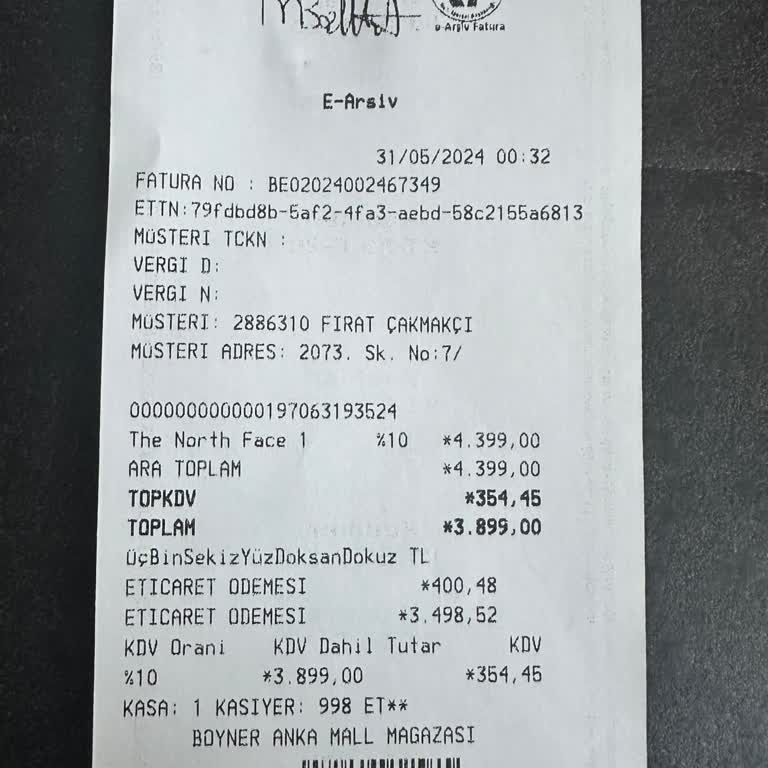 e-Arşiv Fatura
E-Arsiv
31/05/2024 00:32
FATURA NO : BE02024002467349
ETTN:79fdbd8b-5af2-4fa3-aebd-58c2155a6813
MÜSTERI TCKN :
VERGI D:
VERGI N:
MÜSTERI: 2886310 FIRAT ÇAKMAKÇI
MÜSTERI ADRES: 2073. Sk. No:7/
000000000000197063193524
The North Face 1 %10 *4.399,00
ARA TOPLAM *4.399,00
TOPKDV *354,45
TOPLAM *3.899,00
üçBinSekizYüzDoksanDokuz TL
ETICARET ODEMESI *400,48
ETICARET ODEMESI *3.498,52
KDV Orani KDV Dahil Tutar KDV
%10 *3.899,00 *354,45
KASA: 1 KASIYER: 998 ET**
BOYNER ANKA MALL MAGAZASI